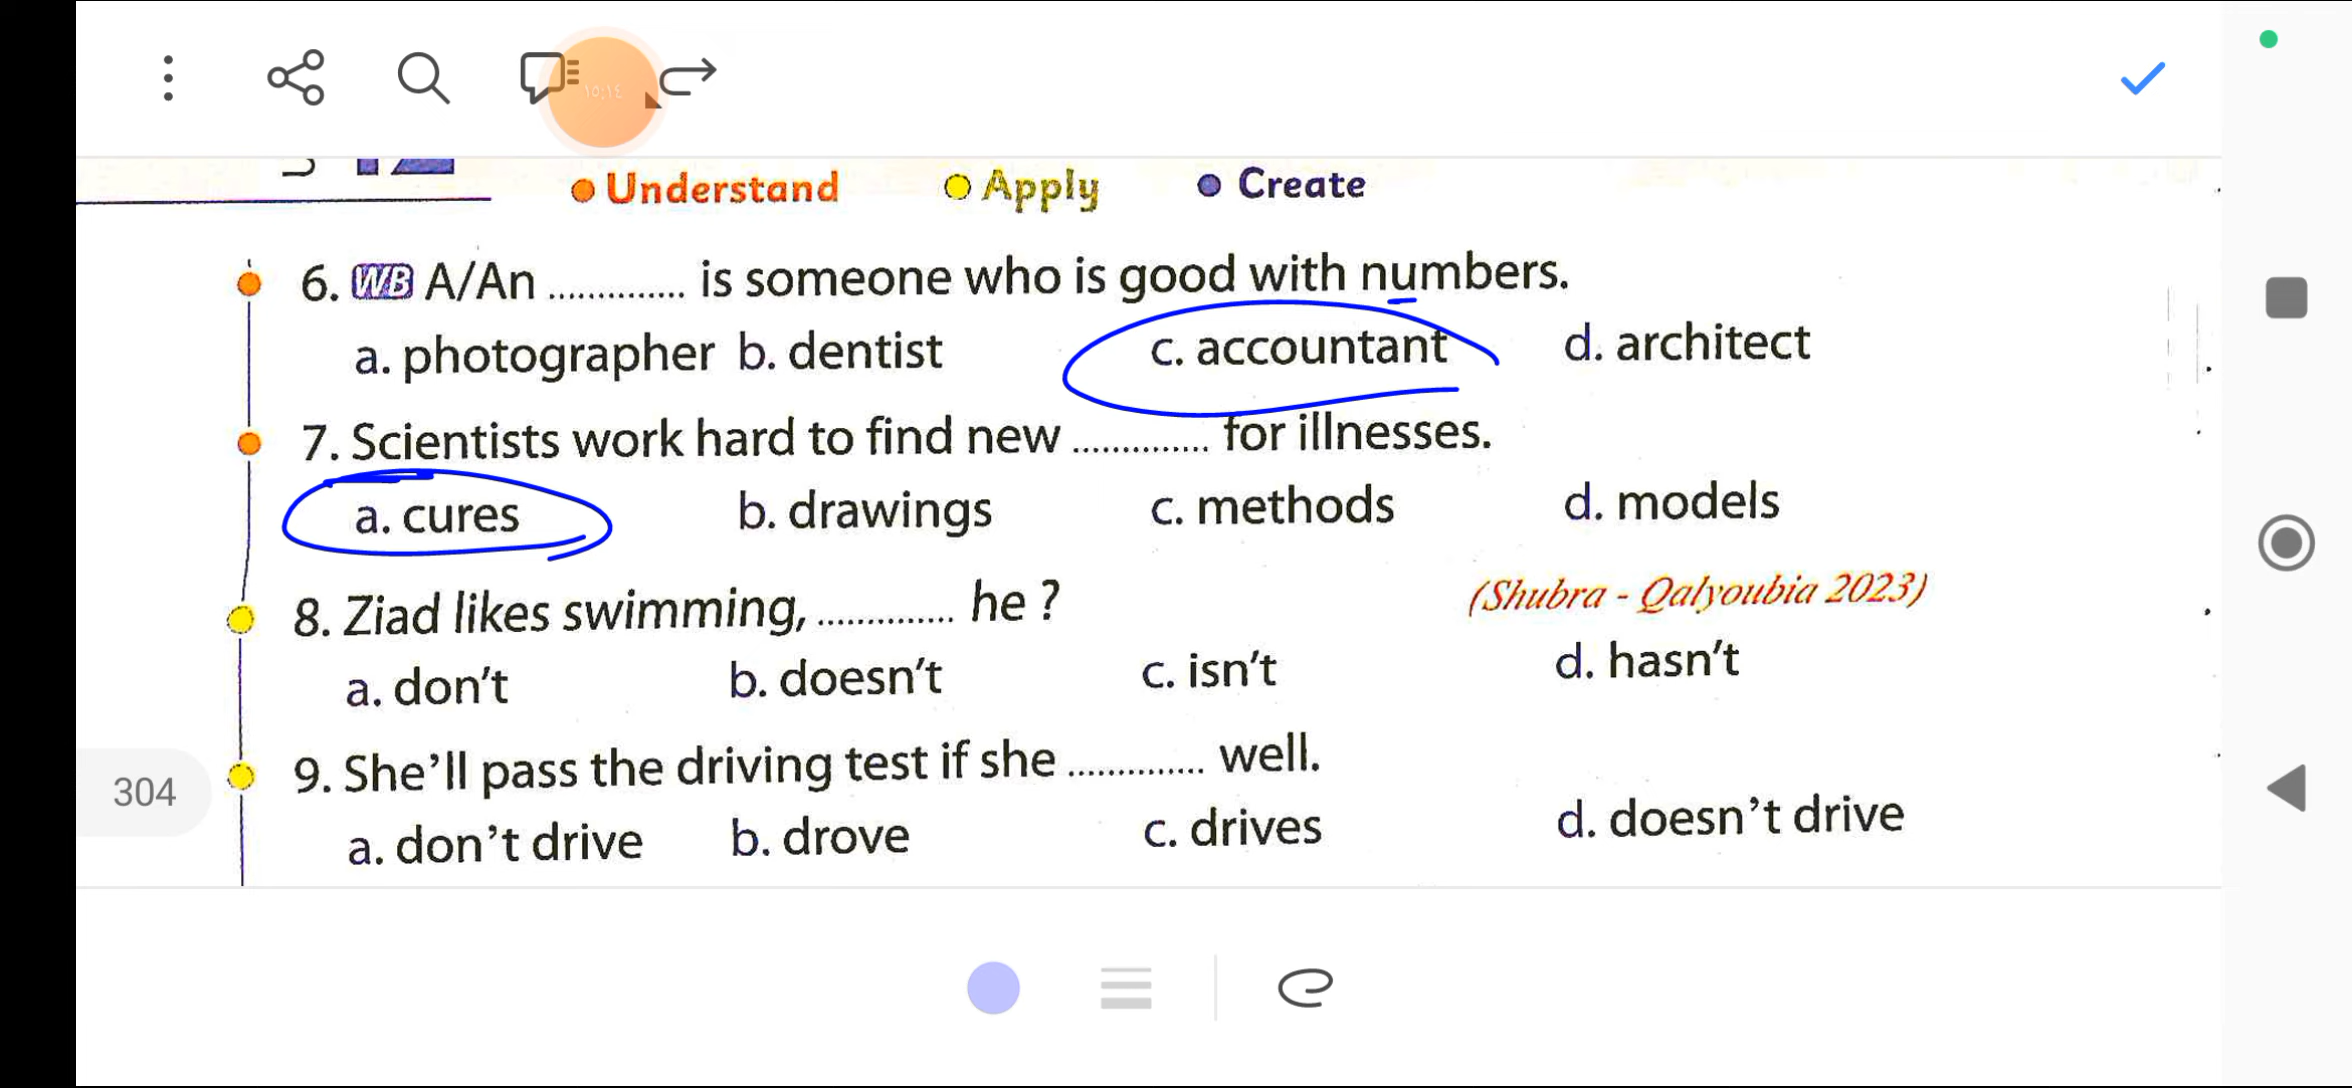 ١٥:١٤
Understand Apply Create
6. WB A/An .............. is someone who is good with numbers.
a. photographer b. dentist c. accountant d. architect
7. Scientists work hard to find new .............. for illnesses.
a. cures b. drawings c. methods d. models
8. Ziad likes swimming, .............. he ? (Shubra - Qalyoubia 2023)
a. don't b. doesn't c. isn't d. hasn't
304
9. She'll pass the driving test if she .............. well.
a. don't drive b. drove c. drives d. doesn't drive